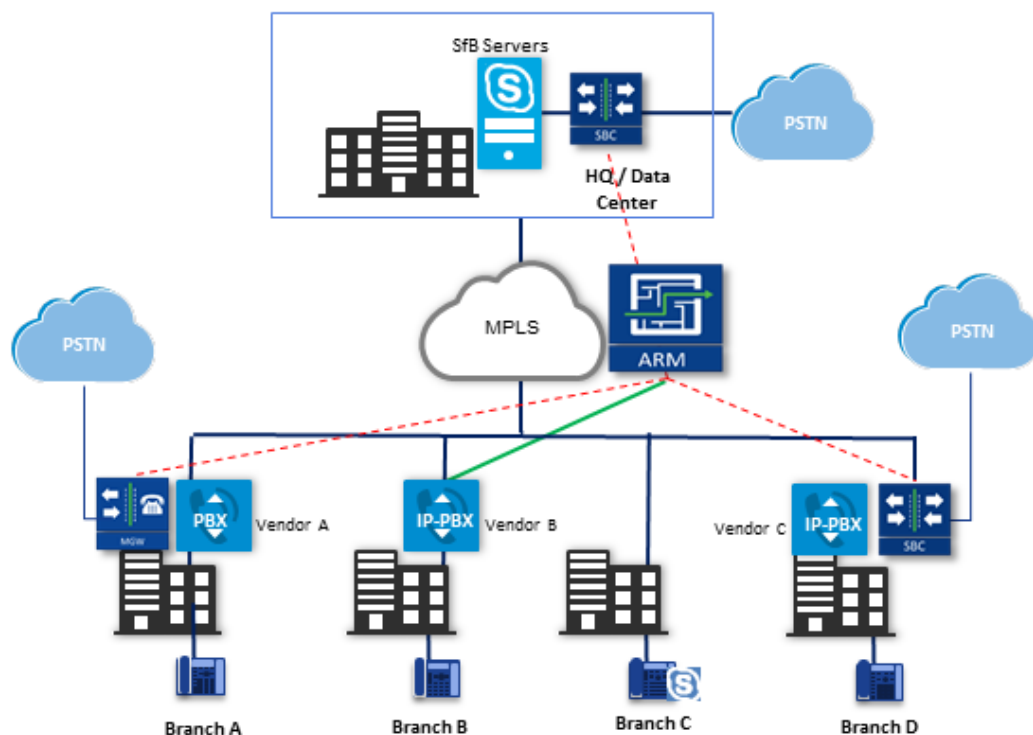 SfB Servers
S
SBC
PSTN
HQ / Data
Center
MPLS
ARM
PSTN
PSTN
MGW
PBX
Vendor A
IP-PBX
Vendor B
Vendor C
IP-PBX
SBC
S
Branch A
Branch B
Branch C
Branch D